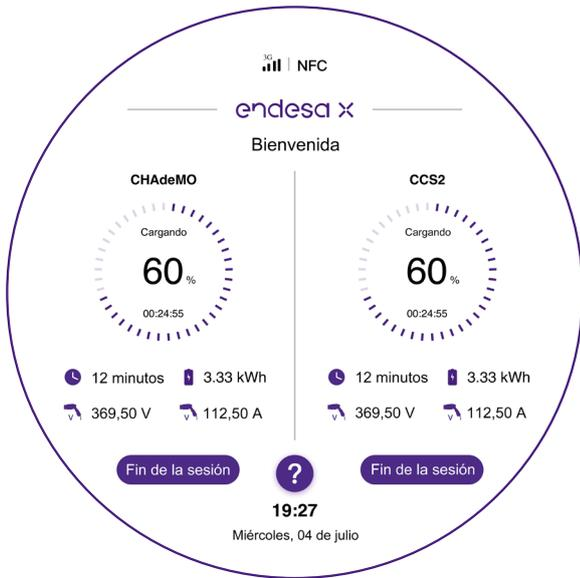 3G NFC
endesa x
Bienvenida
CHAdeMO
Cargando
60 %
00:24:55
12 minutos 3.33 kWh
369,50 V 112,50 A
Fin de la sesión
CCS2
Cargando
60 %
00:24:55
12 minutos 3.33 kWh
369,50 V 112,50 A
Fin de la sesión
?
19:27
Miércoles, 04 de julio